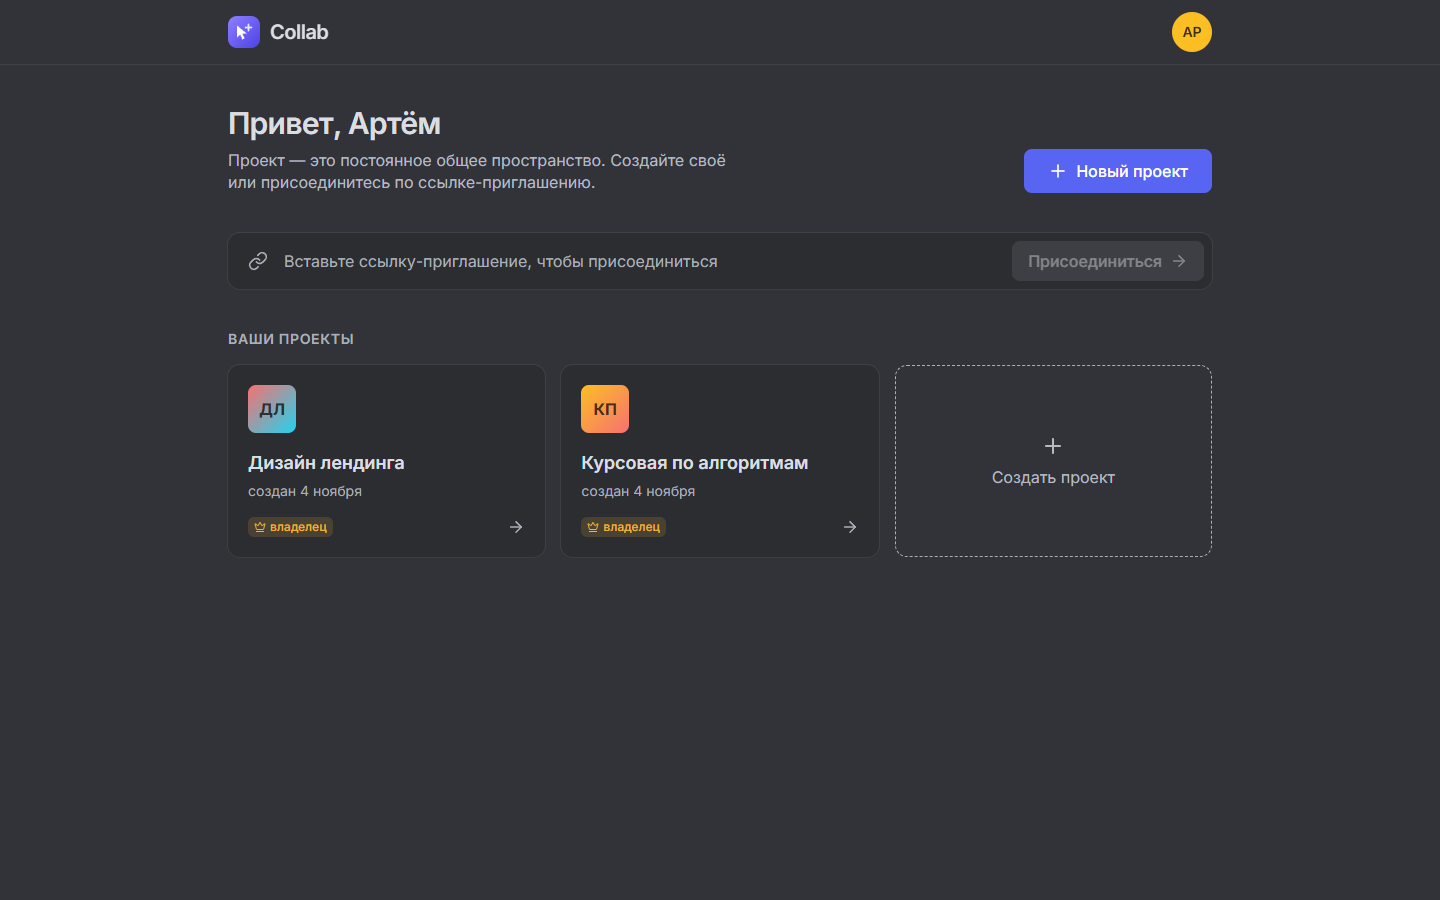 Collab
АР
Привет, Артём
Проект — это постоянное общее пространство. Создайте своё
или присоединитесь по ссылке-приглашению.
Новый проект
Вставьте ссылку-приглашение, чтобы присоединиться
Присоединиться
ВАШИ ПРОЕКТЫ
ДЛ
Дизайн лендинга
создан 4 ноября
владелец
КП
Курсовая по алгоритмам
создан 4 ноября
владелец
Создать проект